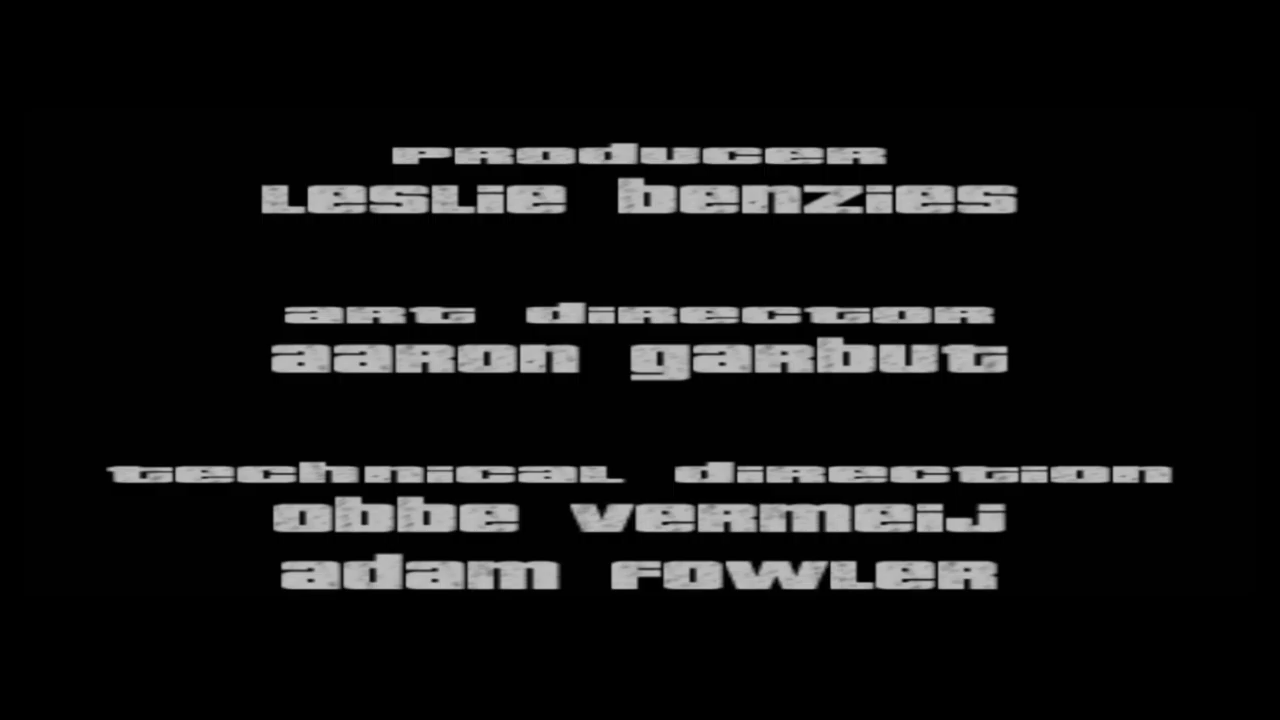 PRODUCER
Leslie Benzies
ART DIRECTOR
Aaron Garbut
TECHNICAL DIRECTION
Obbe Vermeij
Adam Fowler